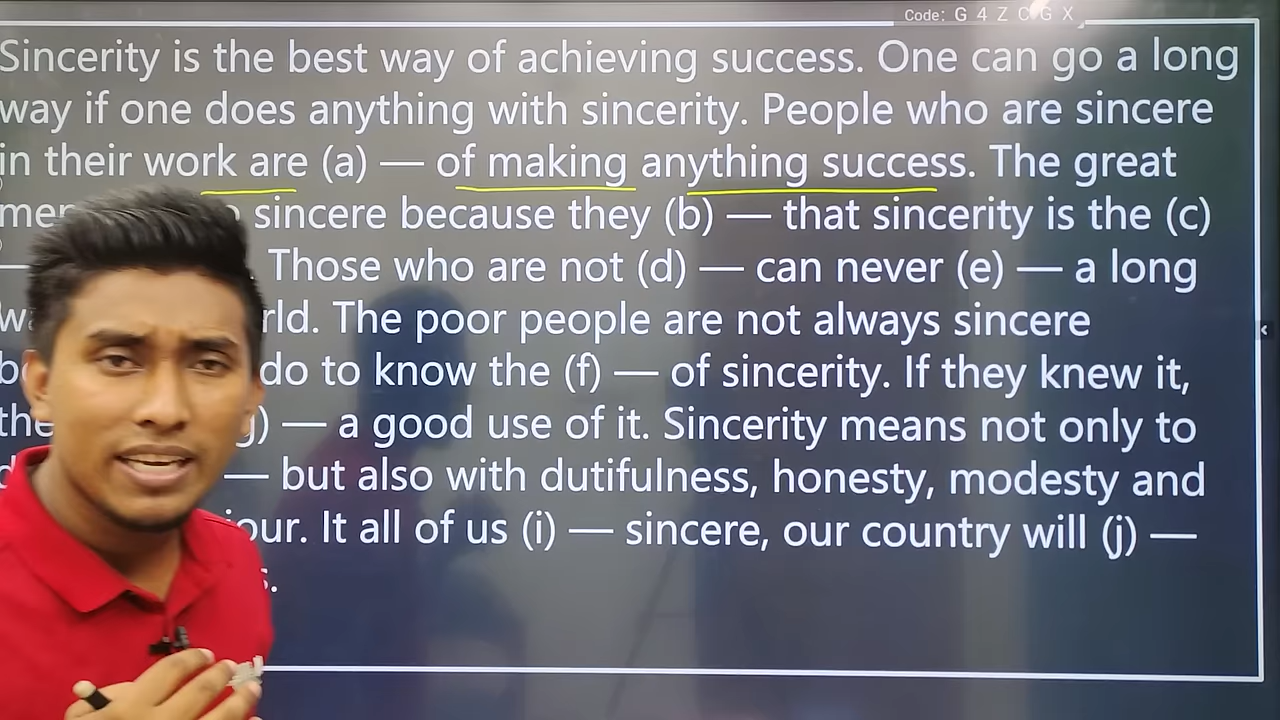 Code: G 4 Z C G X
Sincerity is the best way of achieving success. One can go a long
way if one does anything with sincerity. People who are sincere
in their work are (a) — of making anything success. The great
sincere because they (b) — that sincerity is the (c)
— Those who are not (d) — can never (e) — a long
The poor people are not always sincere
do to know the (f) — of sincerity. If they knew it,
— a good use of it. Sincerity means not only to
— but also with dutifulness, honesty, modesty and
It all of us (i) — sincere, our country will (j) —